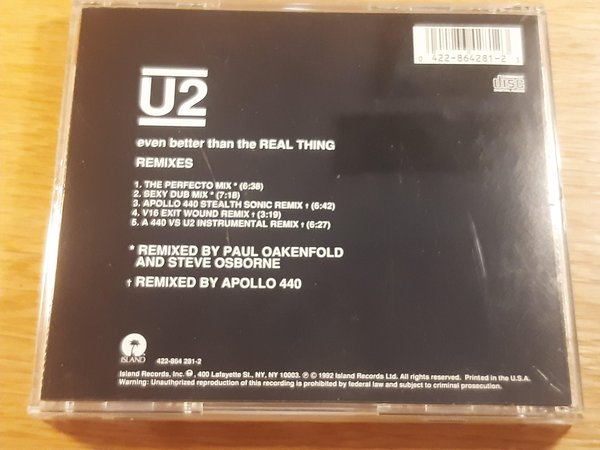 0 422-864281-2 1
disc
U2
even better than the REAL THING
REMIXES
1. THE PERFECTO MIX * (6:38)
2. SEXY DUB MIX * (7:18)
3. APOLLO 440 STEALTH SONIC REMIX † (6:42)
4. V16 EXIT WOUND REMIX † (3:19)
5. A 440 VS U2 INSTRUMENTAL REMIX † (6:27)
* REMIXED BY PAUL OAKENFOLD
AND STEVE OSBORNE
† REMIXED BY APOLLO 440
ISLAND
422-864 281-2
Island Records, Inc. 400 Lafayette St., NY, NY 10003. ℗ © 1992 Island Records Ltd. All rights reserved. Printed in the U.S.A.
Warning: Unauthorized reproduction of this recording is prohibited by federal law and subject to criminal prosecution.